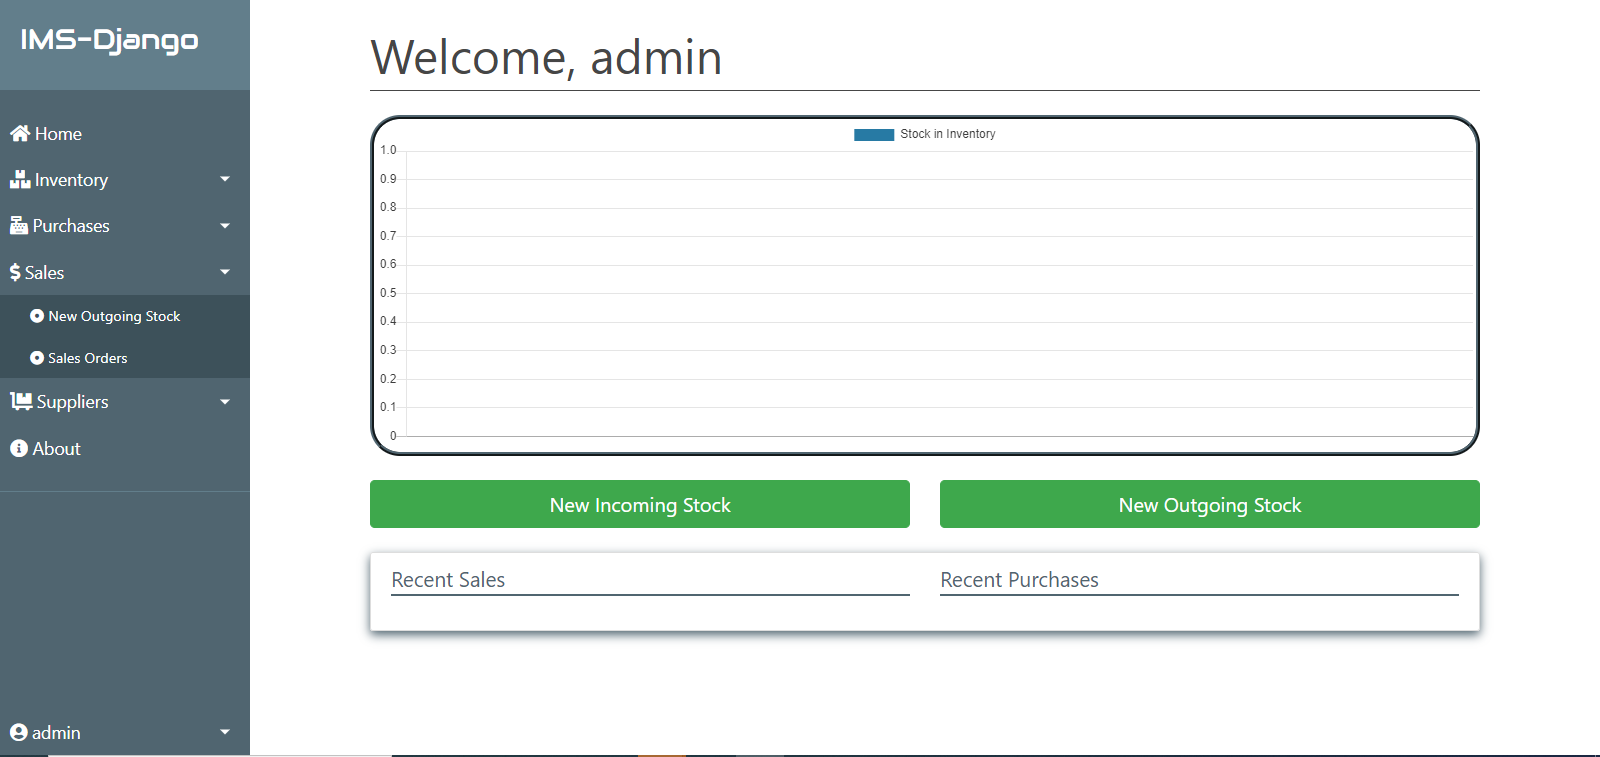 IMS-Django
Home
Inventory
Purchases
Sales
New Outgoing Stock
Sales Orders
Suppliers
About
admin
Welcome, admin
Stock in Inventory
1.0
0.9
0.8
0.7
0.6
0.5
0.4
0.3
0.2
0.1
0
New Incoming Stock
New Outgoing Stock
Recent Sales
Recent Purchases